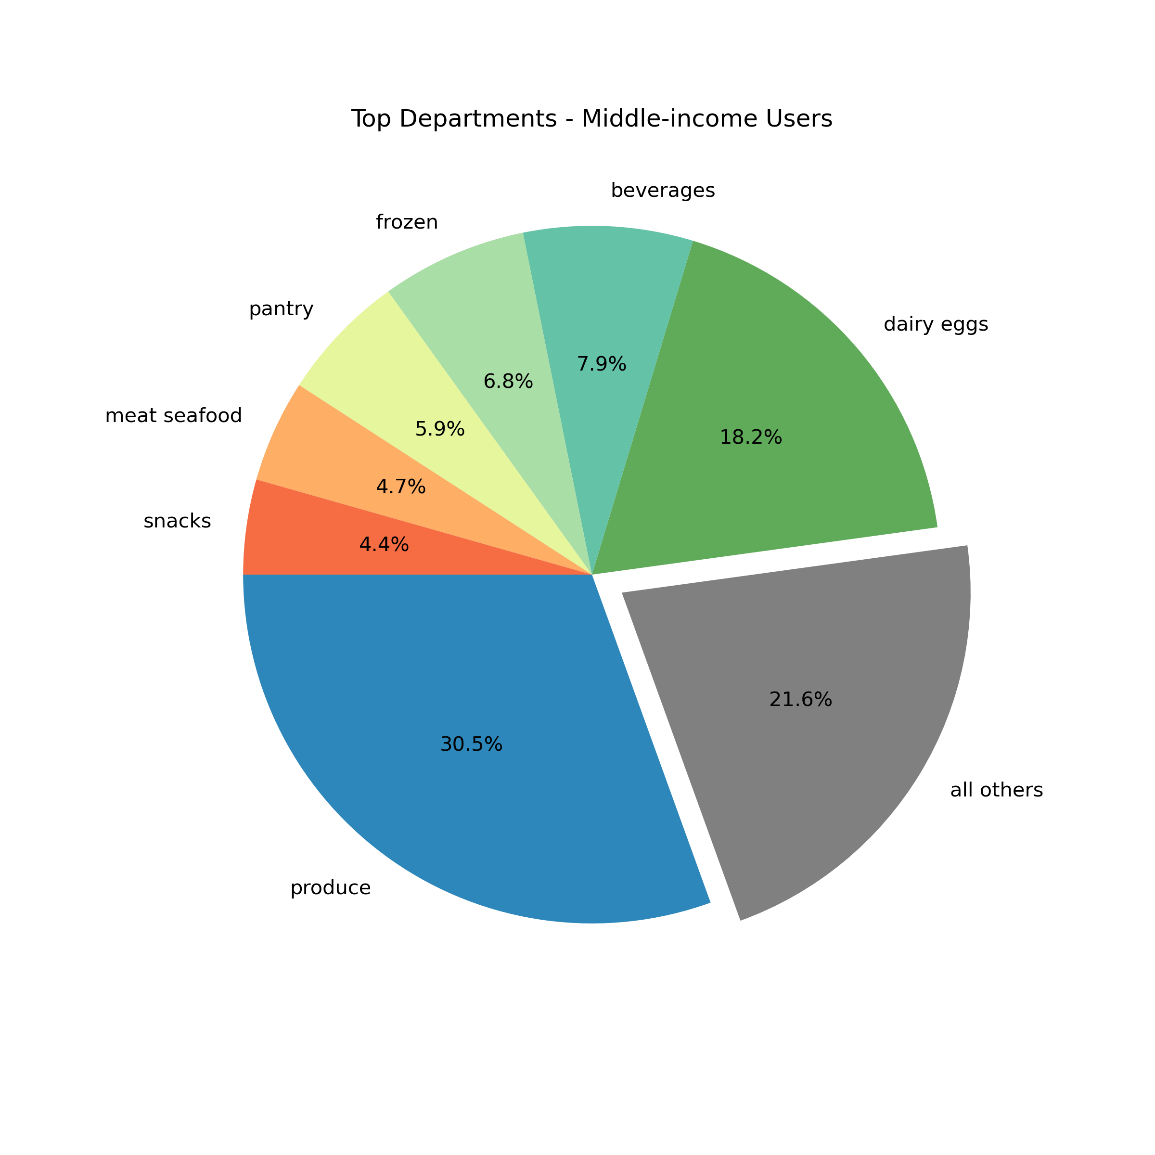 Top Departments - Middle-income Users
beverages
frozen
pantry
dairy eggs
meat seafood
snacks
7.9%
6.8%
5.9%
18.2%
4.7%
4.4%
21.6%
30.5%
all others
produce